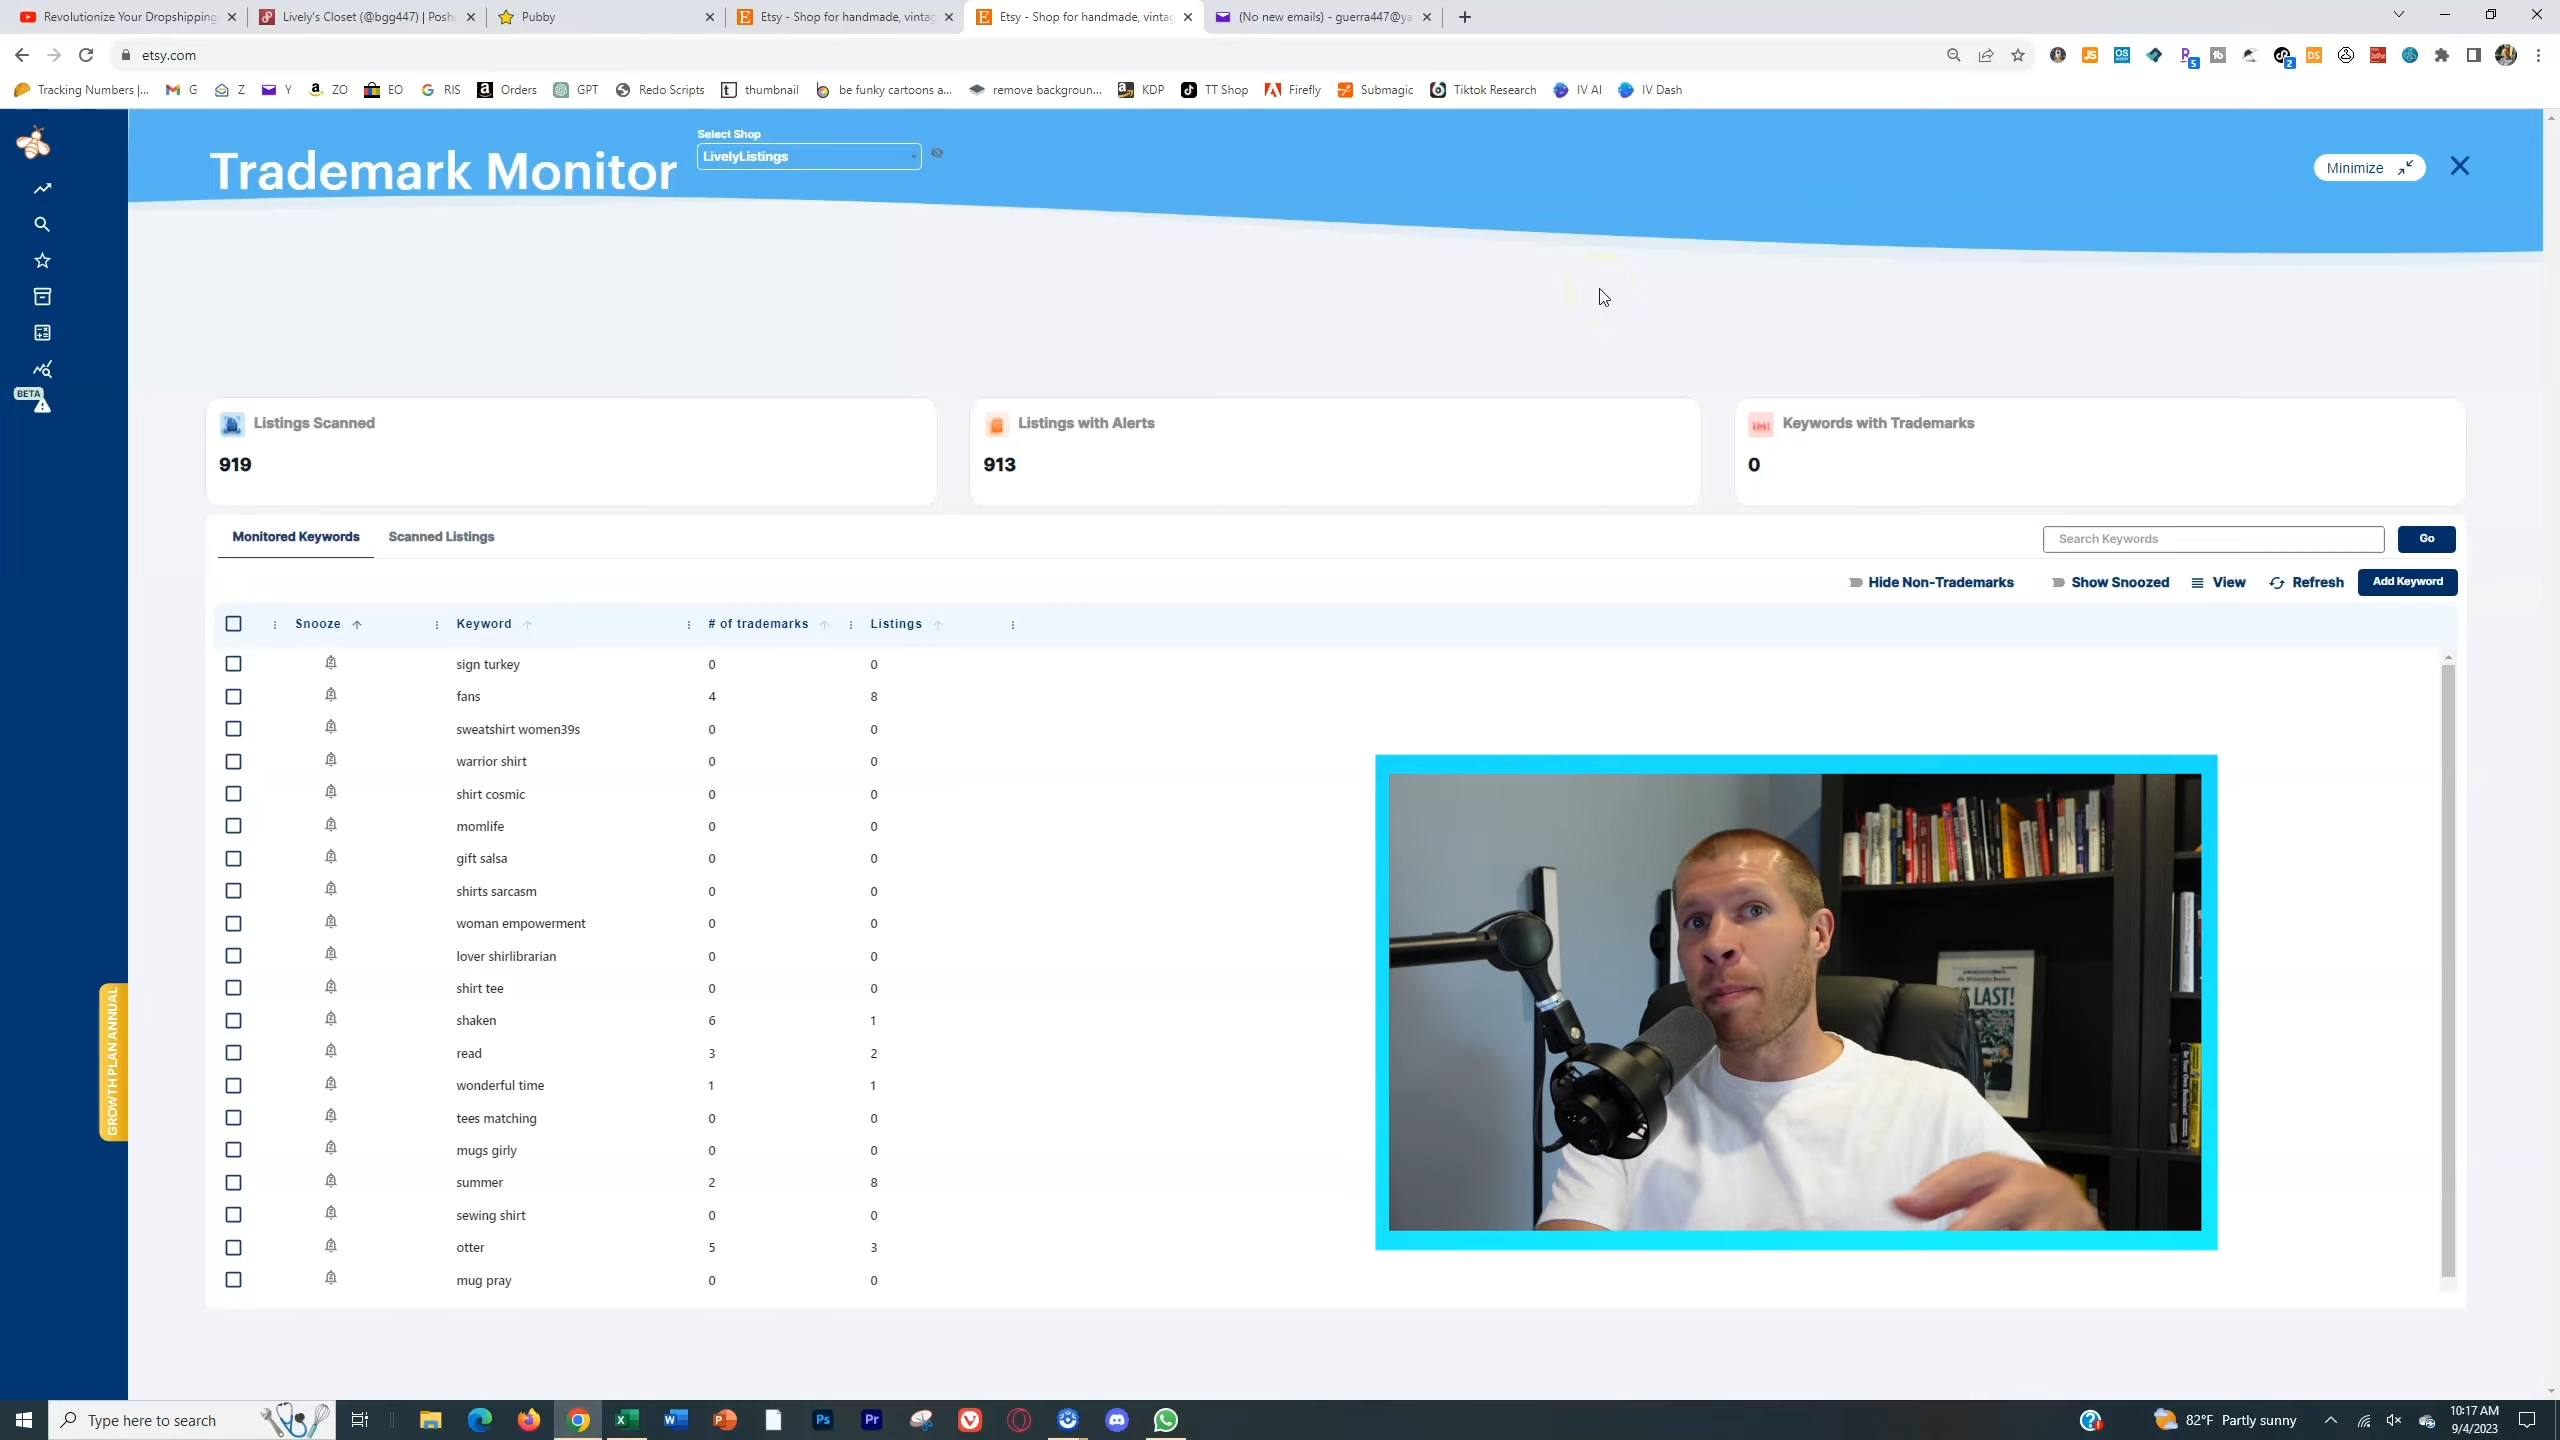 Revolutionize Your Dropshipping
Lively's Closet (@bgg447) | Posh
Pubby
Etsy - Shop for handmade, vintag
Etsy - Shop for handmade, vintag
(No new emails) - guerra447@ya
etsy.com
Tracking Numbers |...
G
Z
Y
ZO
EO
RIS
Orders
GPT
Redo Scripts
thumbnail
be funky cartoons a...
remove backgroun...
KDP
TT Shop
Firefly
Submagic
Tiktok Research
IV AI
IV Dash
Select Shop
Trademark Monitor
LivelyListings
Minimize
BETA
Listings Scanned
919
Listings with Alerts
913
Keywords with Trademarks
0
Monitored Keywords
Scanned Listings
Search Keywords
Go
Hide Non-Trademarks
Show Snoozed
View
Refresh
Add Keyword
Snooze
Keyword
# of trademarks
Listings
sign turkey 0 0
fans 4 8
sweatshirt women39s 0 0
warrior shirt 0 0
shirt cosmic 0 0
momlife 0 0
gift salsa 0 0
shirts sarcasm 0 0
woman empowerment 0 0
lover shirlibrarian 0 0
shirt tee 0 0
shaken 6 1
read 3 2
wonderful time 1 1
tees matching 0 0
mugs girly 0 0
summer 2 8
sewing shirt 0 0
otter 5 3
mug pray 0 0
GROWTH PLAN ANNUAL
LAST!
Type here to search
82°F Partly sunny
10:17 AM
9/4/2023